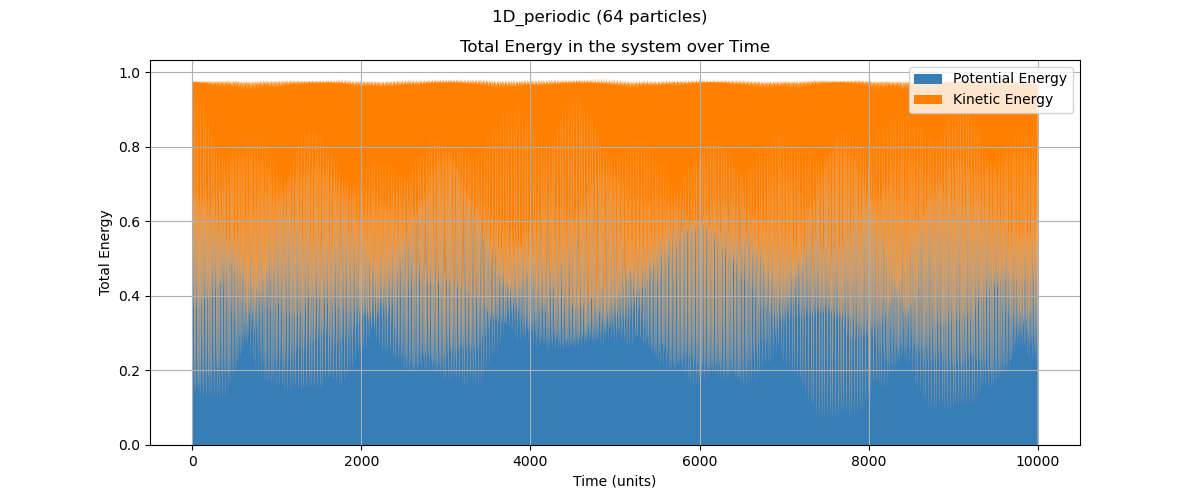 1D_periodic (64 particles)
Total Energy in the system over Time
Potential Energy
Kinetic Energy
Total Energy
1.0
0.8
0.6
0.4
0.2
0.0
0
2000
4000
6000
8000
10000
Time (units)